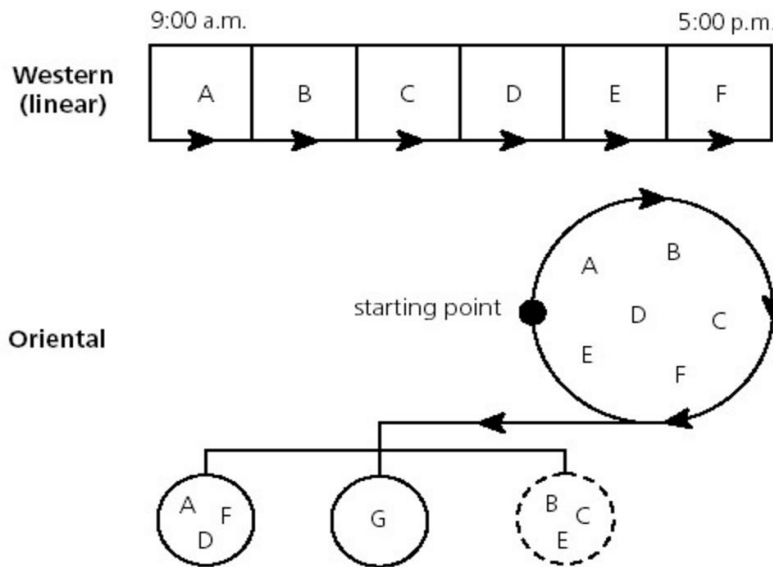 9:00 a.m. 5:00 p.m.
Western
(linear)
A B C D E F
A B
starting point D C
Oriental
E F
A F D
G
B C E